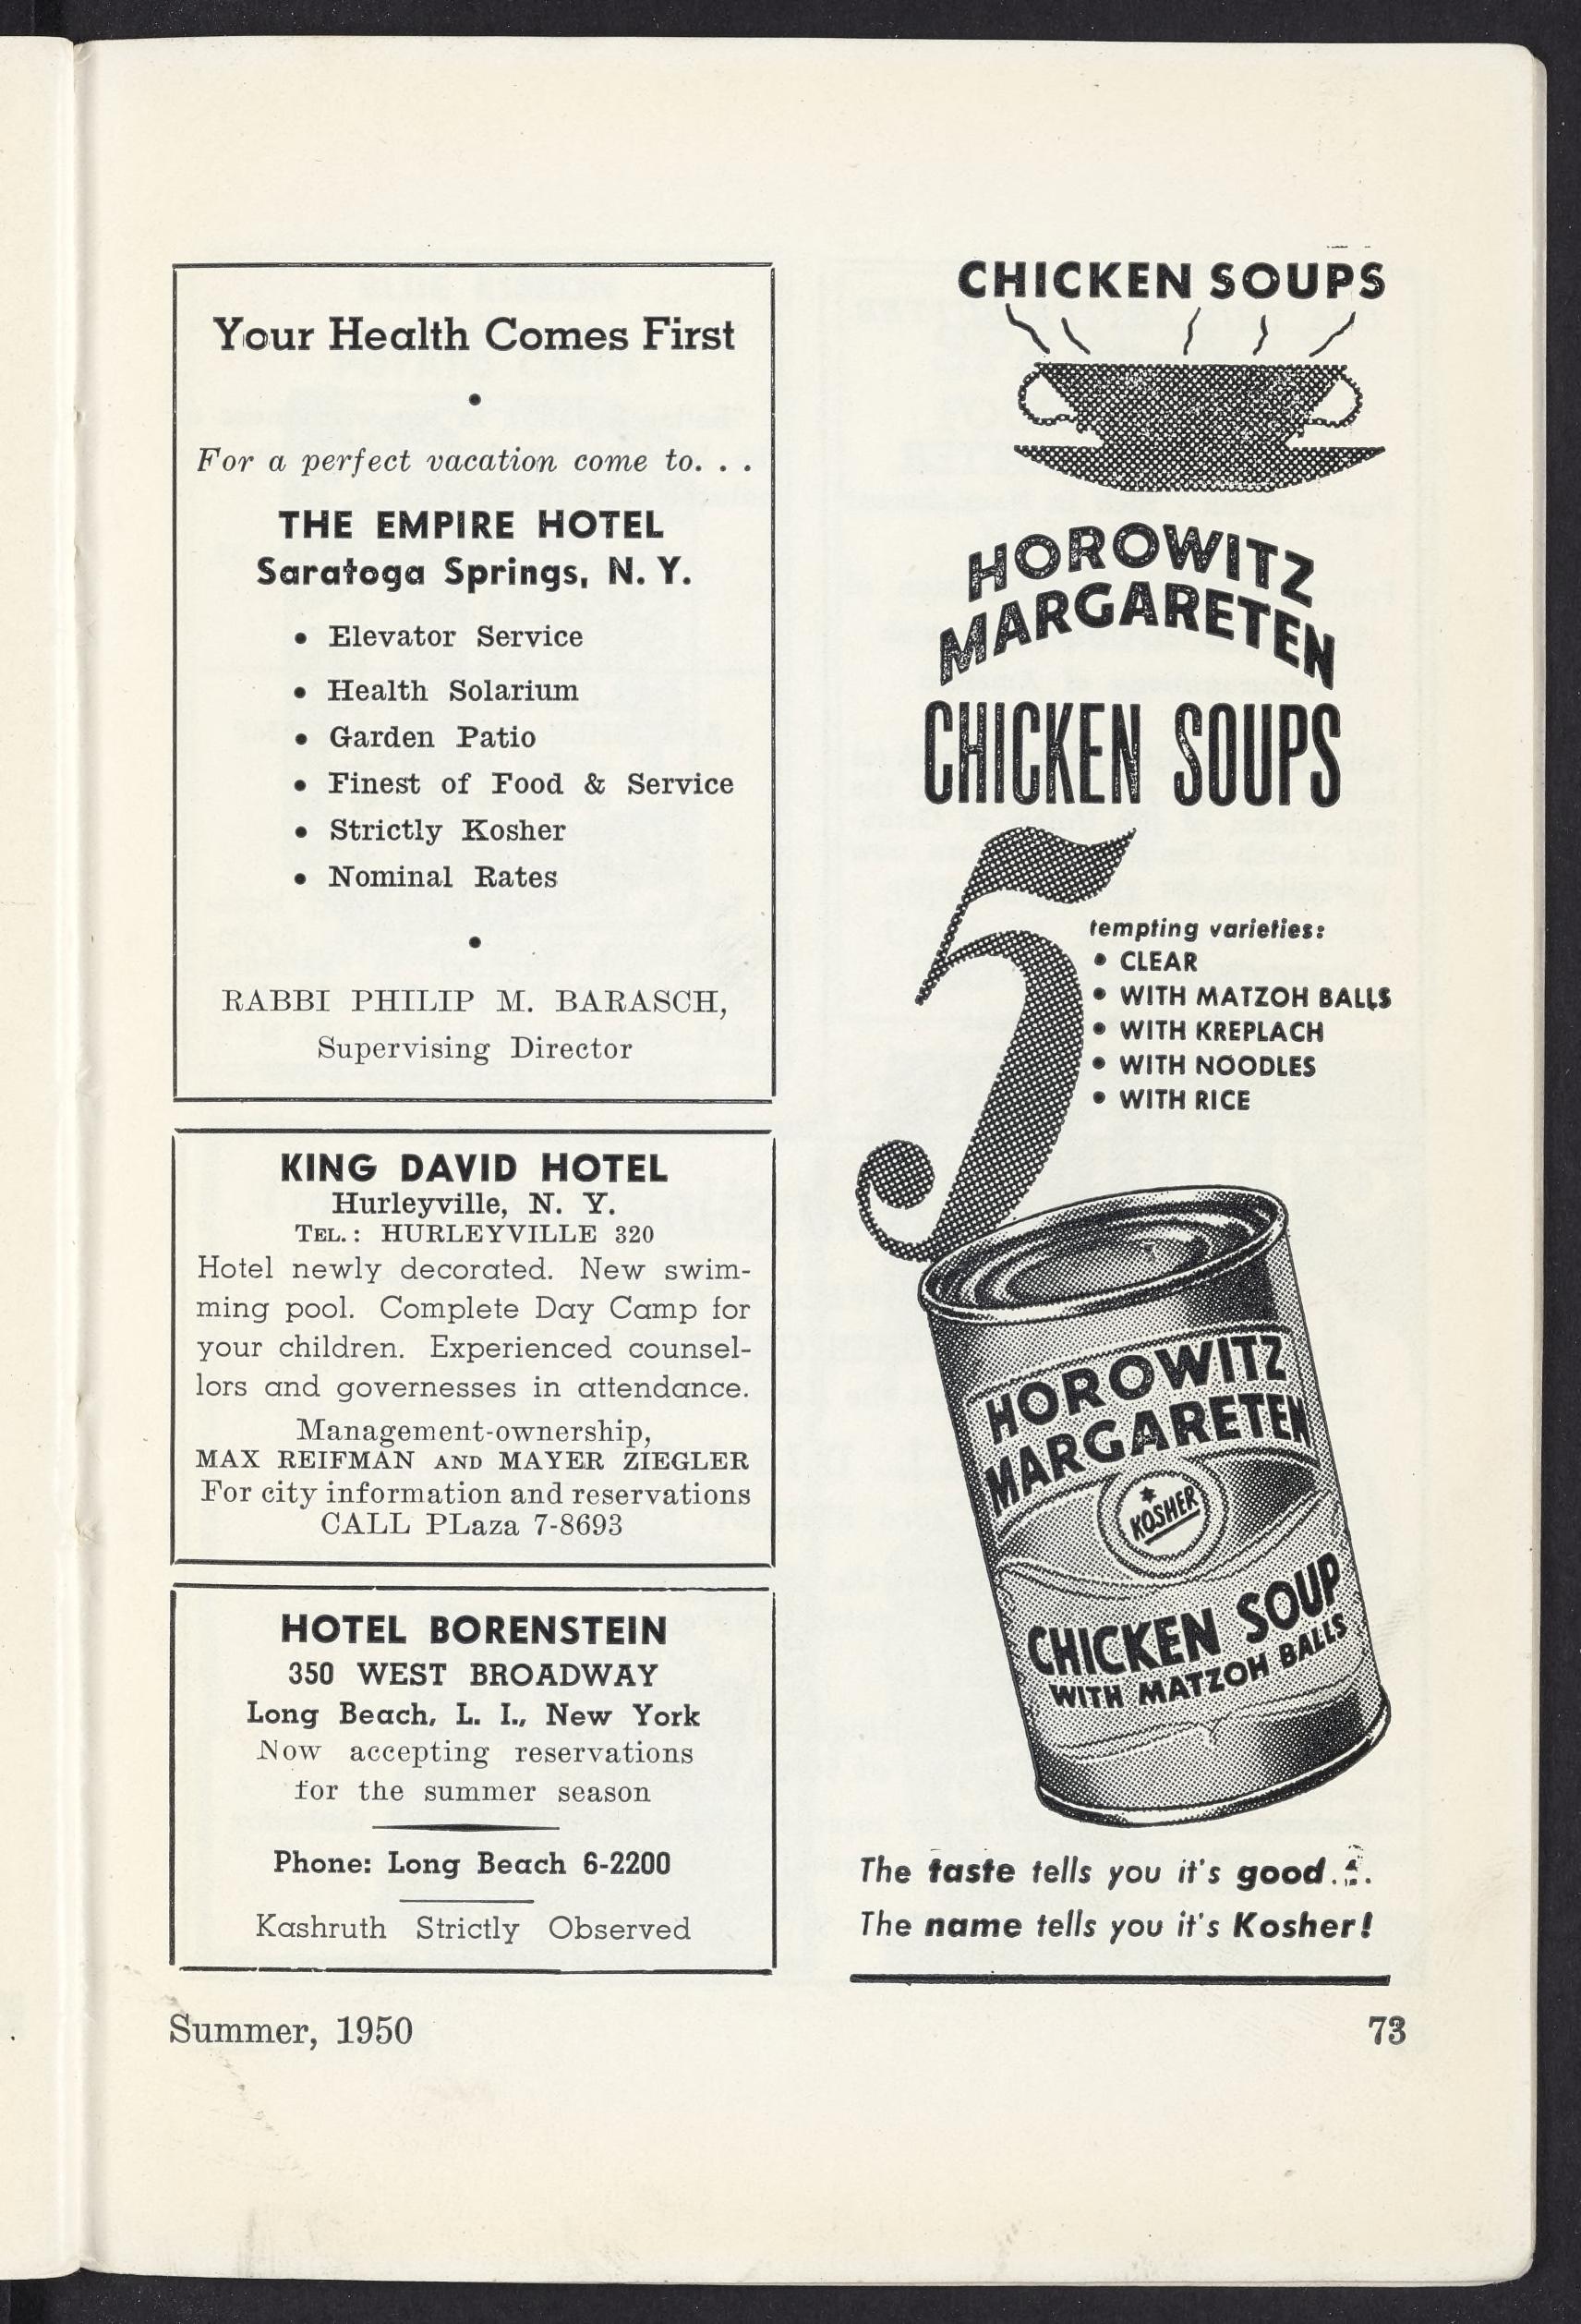 Your Health Comes First
•
For a perfect vacation come to. . .
THE EMPIRE HOTEL
Saratoga Springs, N. Y.
• Elevator Service
• Health Solarium
• Garden Patio
• Finest of Food & Service
• Strictly Kosher
• Nominal Rates
•
RABBI PHILIP M. BARASCH,
Supervising Director
KING DAVID HOTEL
Hurleyville, N. Y.
TEL.: HURLEYVILLE 320
Hotel newly decorated. New swim-
ming pool. Complete Day Camp for
your children. Experienced counsel-
lors and governesses in attendance.
Management-ownership,
MAX REIFMAN AND MAYER ZIEGLER
For city information and reservations
CALL PLaza 7-8693
HOTEL BORENSTEIN
350 WEST BROADWAY
Long Beach, L. I., New York
Now accepting reservations
for the summer season
Phone: Long Beach 6-2200
Kashruth Strictly Observed
CHICKEN SOUPS
HOROWITZ
MARGARETEN
CHICKEN SOUPS
5
tempting varieties:
• CLEAR
• WITH MATZOH BALLS
• WITH KREPLACH
• WITH NOODLES
• WITH RICE
HOROWITZ
MARGARETEN
KOSHER
CHICKEN SOUP
WITH MATZOH BALLS
The taste tells you it's good...
The name tells you it's Kosher!
Summer, 1950
73